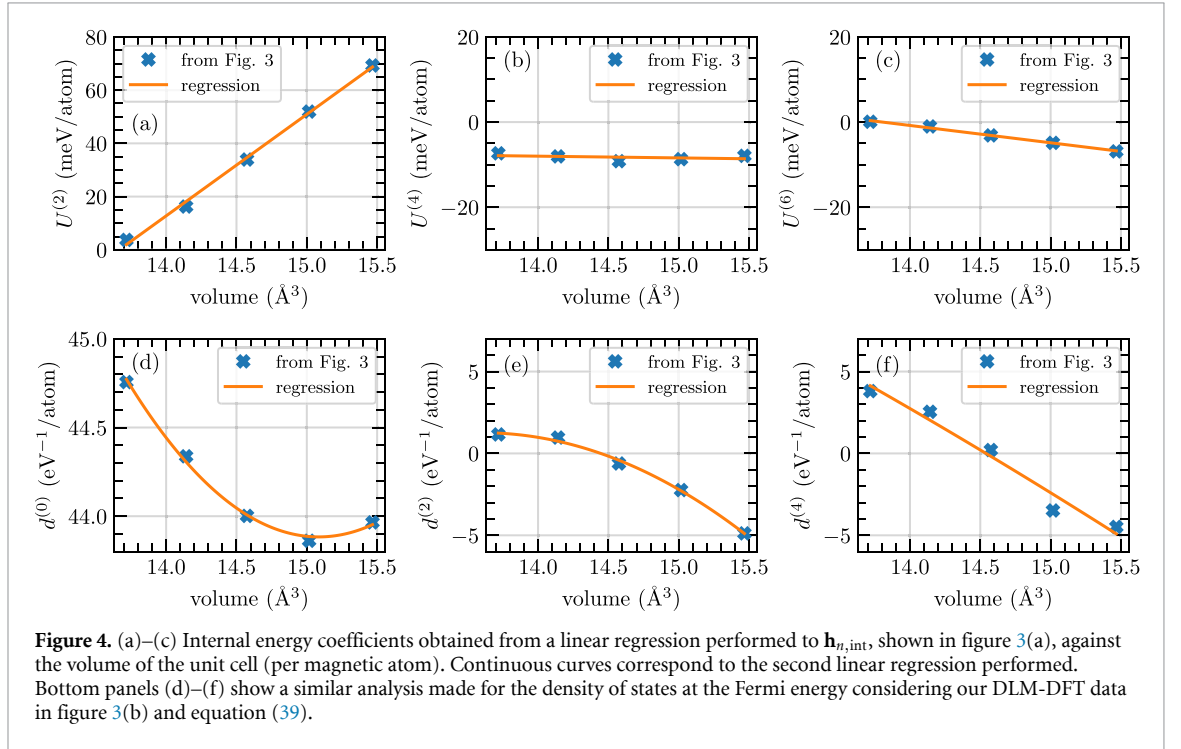 80
60
40
20
0
U^(2) (meV/atom)
from Fig. 3
regression
(a)
14.0 14.5 15.0 15.5
volume (Å³)
20
0
−20
U^(4) (meV/atom)
(b)
from Fig. 3
regression
14.0 14.5 15.0 15.5
volume (Å³)
20
0
−20
U^(6) (meV/atom)
(c)
from Fig. 3
regression
14.0 14.5 15.0 15.5
volume (Å³)
45.0
44.5
44.0
d^(0) (eV⁻¹/atom)
(d)
from Fig. 3
regression
14.0 14.5 15.0 15.5
volume (Å³)
5
0
−5
d^(2) (eV⁻¹/atom)
(e)
from Fig. 3
regression
14.0 14.5 15.0 15.5
volume (Å³)
5
0
−5
d^(4) (eV⁻¹/atom)
(f)
from Fig. 3
regression
14.0 14.5 15.0 15.5
volume (Å³)
Figure 4. (a)–(c) Internal energy coefficients obtained from a linear regression performed to h_n,int, shown in figure 3(a), against
the volume of the unit cell (per magnetic atom). Continuous curves correspond to the second linear regression performed.
Bottom panels (d)–(f) show a similar analysis made for the density of states at the Fermi energy considering our DLM-DFT data
in figure 3(b) and equation (39).